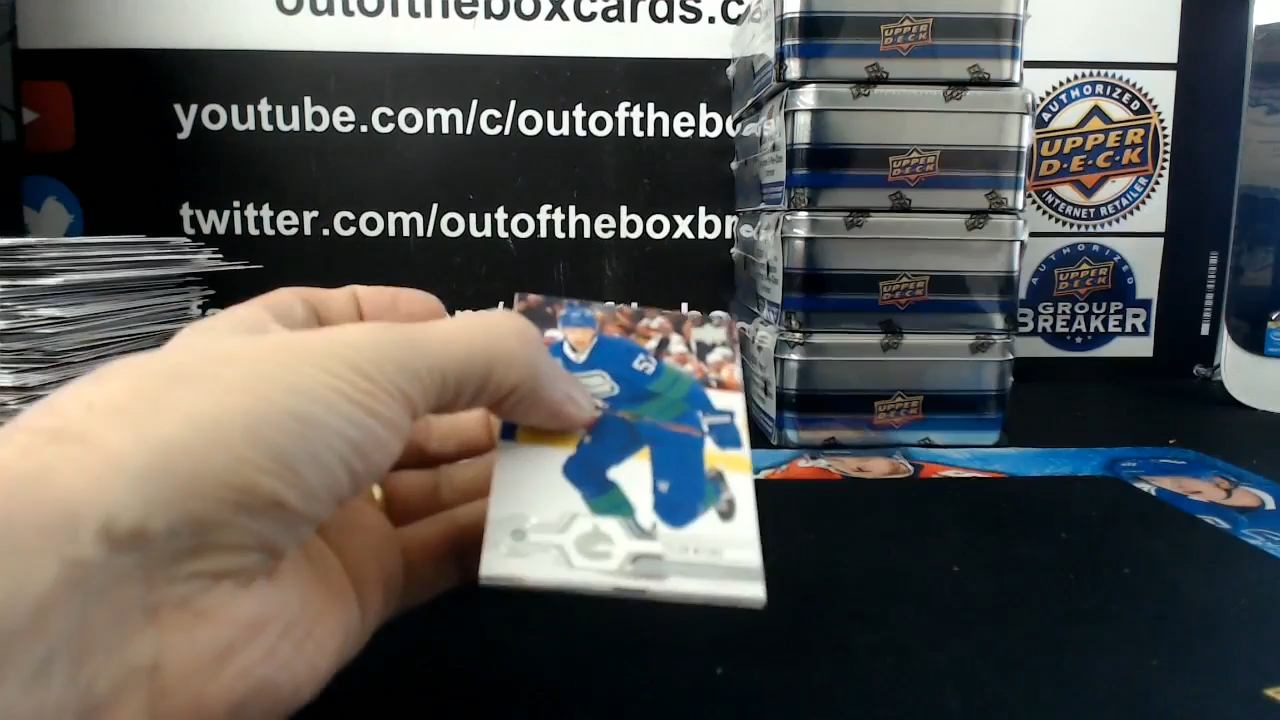 outoftheboxcards.c
youtube.com/c/outofthebo
twitter.com/outoftheboxbr
UPPER DECK
UPPER DECK
UPPER DECK
UPPER DECK
AUTHORIZED
UPPER DECK
INTERNET RETAILER
AUTHORIZED
UPPER DECK
GROUP
BREAKER